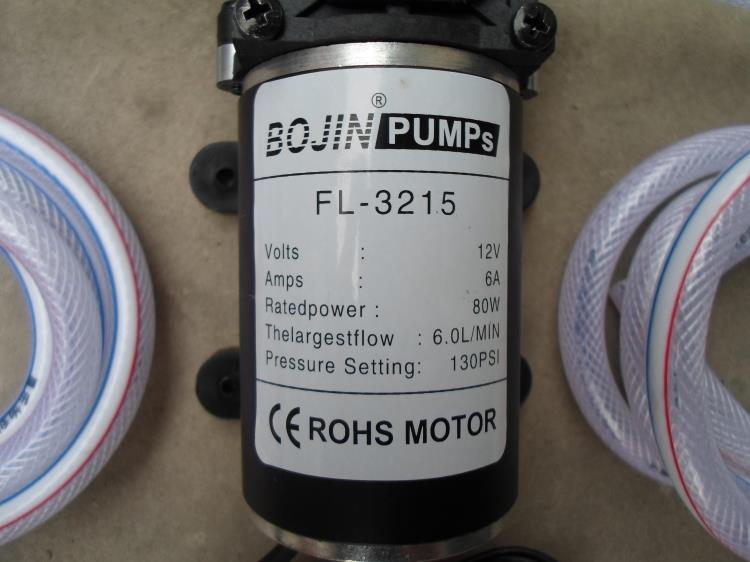 BOJIN® PUMPs
FL-3215
Volts : 12V
Amps : 6A
Ratedpower : 80W
Thelargestflow : 6.0L/MIN
Pressure Setting: 130PSI
CE ROHS MOTOR